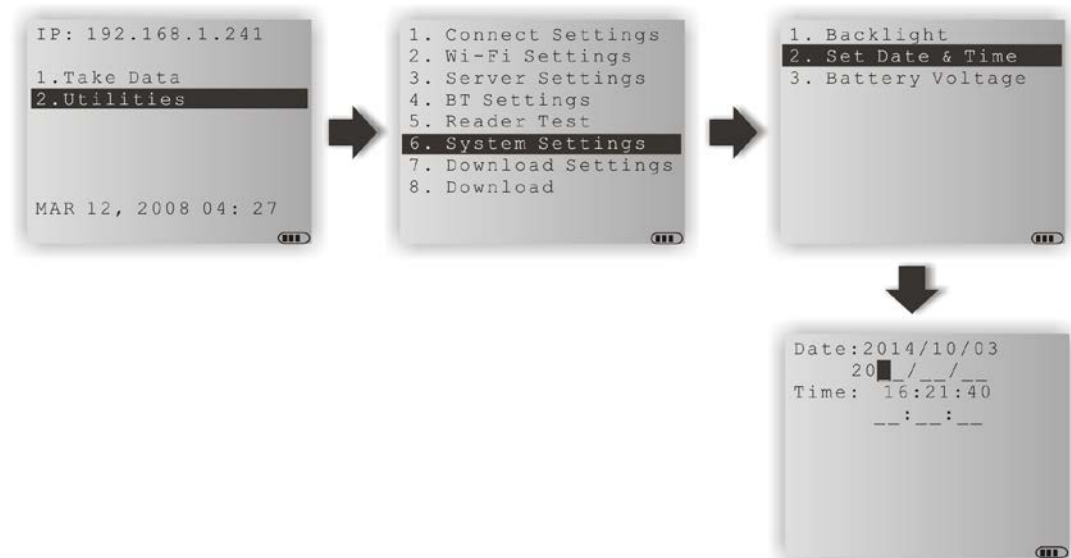 IP: 192.168.1.241
1.Take Data
2.Utilities
MAR 12, 2008 04: 27
1. Connect Settings
2. Wi-Fi Settings
3. Server Settings
4. BT Settings
5. Reader Test
6. System Settings
7. Download Settings
8. Download
1. Backlight
2. Set Date & Time
3. Battery Voltage
Date:2014/10/03
20█_/__/__
Time: 16:21:40
__:__:__